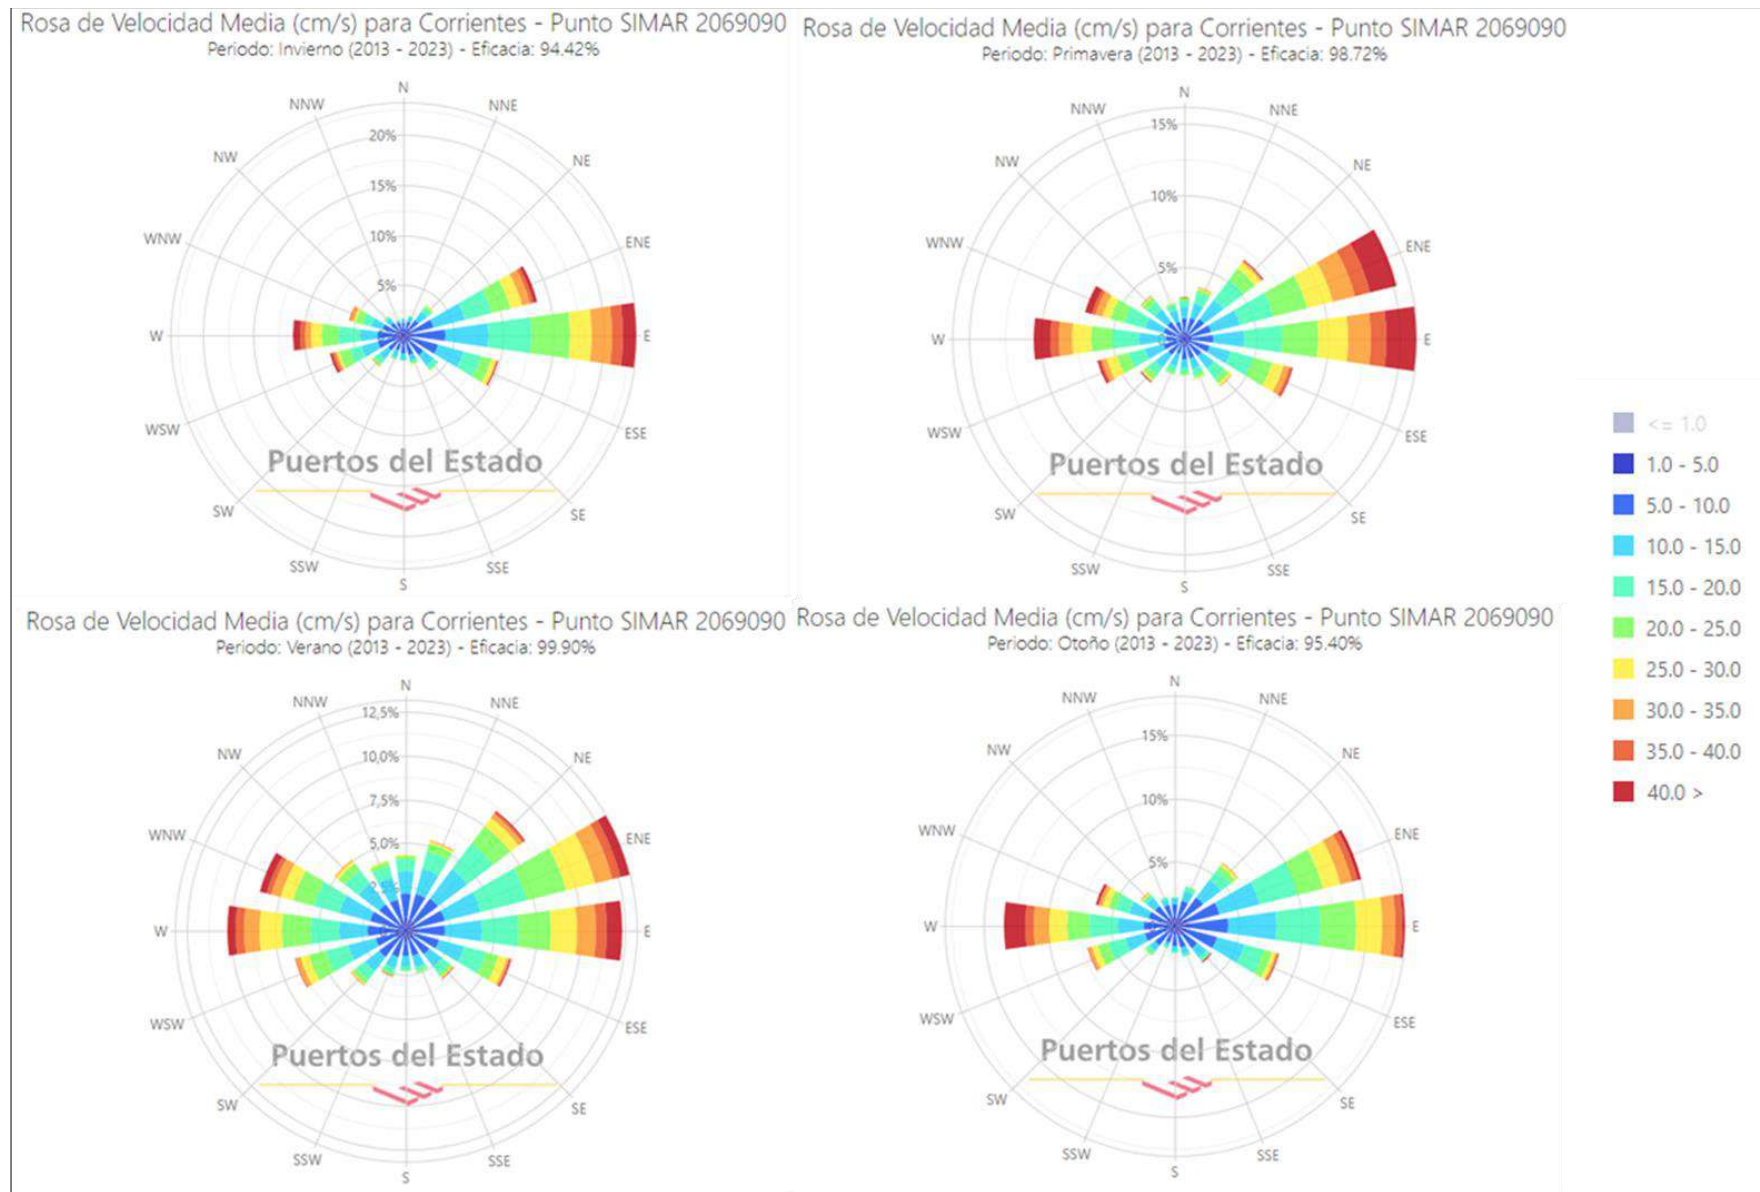 Rosa de Velocidad Media (cm/s) para Corrientes - Punto SIMAR 2069090
Periodo: Invierno (2013 - 2023) - Eficacia: 94.42%
N
NNW
NNE
20%
NW
NE
15%
10%
WNW
ENE
5%
W
E
WSW
ESE
Puertos del Estado
SW
SE
SSW
SSE
S
Rosa de Velocidad Media (cm/s) para Corrientes - Punto SIMAR 2069090
Periodo: Primavera (2013 - 2023) - Eficacia: 98.72%
N
NNW
NNE
15%
NW
NE
10%
WNW
ENE
5%
W
E
WSW
ESE
Puertos del Estado
SW
SE
SSW
SSE
S
<= 1.0
1.0 - 5.0
5.0 - 10.0
10.0 - 15.0
15.0 - 20.0
20.0 - 25.0
25.0 - 30.0
30.0 - 35.0
35.0 - 40.0
40.0 >
Rosa de Velocidad Media (cm/s) para Corrientes - Punto SIMAR 2069090
Periodo: Verano (2013 - 2023) - Eficacia: 99.90%
N
NNW
NNE
12,5%
NW
NE
10,0%
7,5%
WNW
ENE
5,0%
2,5%
W
E
WSW
ESE
Puertos del Estado
SW
SE
SSW
SSE
S
Rosa de Velocidad Media (cm/s) para Corrientes - Punto SIMAR 2069090
Periodo: Otoño (2013 - 2023) - Eficacia: 95.40%
N
NNW
NNE
15%
NW
NE
10%
WNW
ENE
5%
W
E
WSW
ESE
Puertos del Estado
SW
SE
SSW
SSE
S